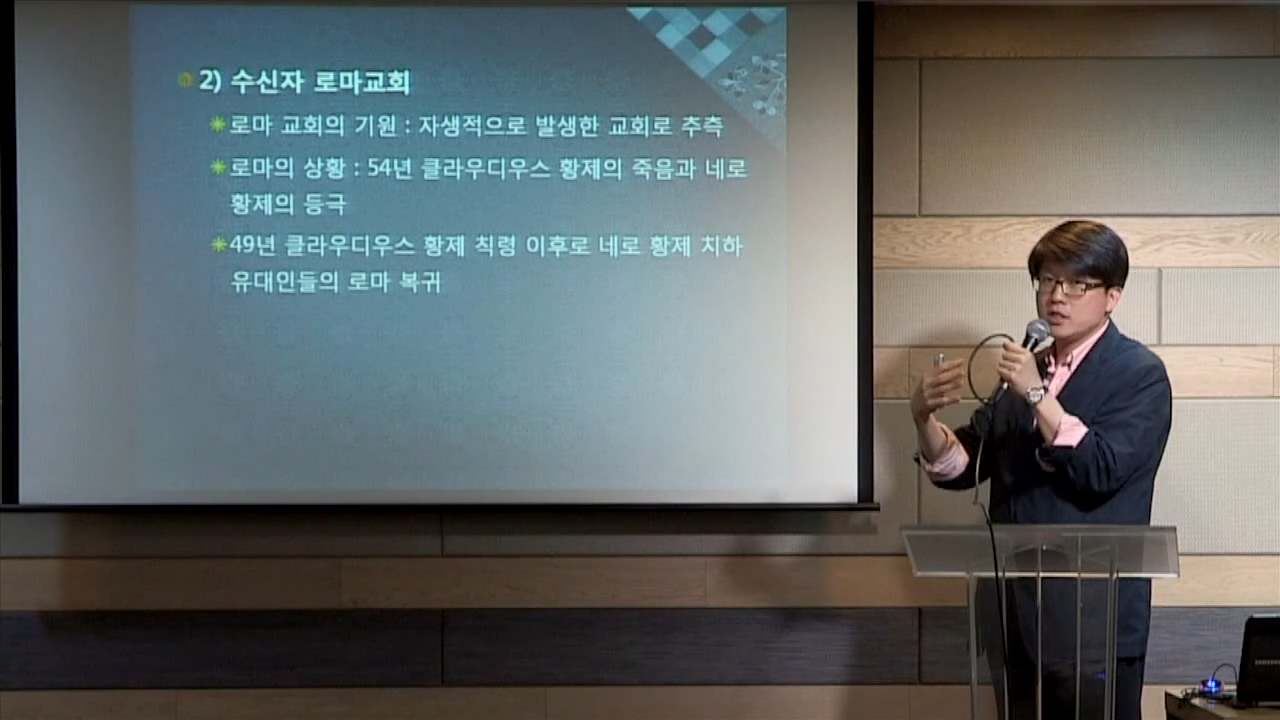 2) 수신자 로마교회
로마 교회의 기원 : 자생적으로 발생한 교회로 추측
로마의 상황 : 54년 클라우디우스 황제의 죽음과 네로
황제의 등극
49년 클라우디우스 황제 칙령 이후로 네로 황제 치하
유대인들의 로마 복귀